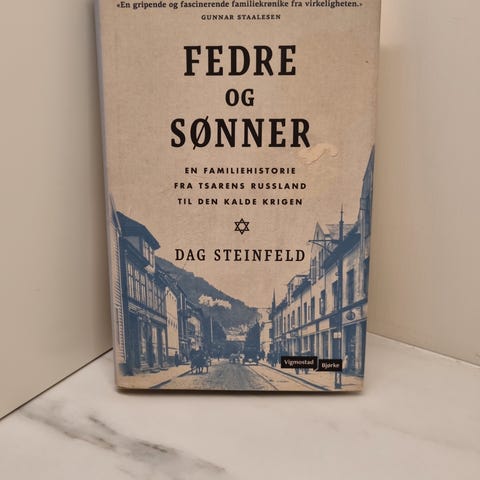 «En gripende og fascinerende familiekrønike fra virkeligheten.»
GUNNAR STAALESEN
FEDRE
OG
SØNNER
EN FAMILIEHISTORIE
FRA TSARENS RUSSLAND
TIL DEN KALDE KRIGEN
DAG STEINFELD
Vigmostad
Bjørke